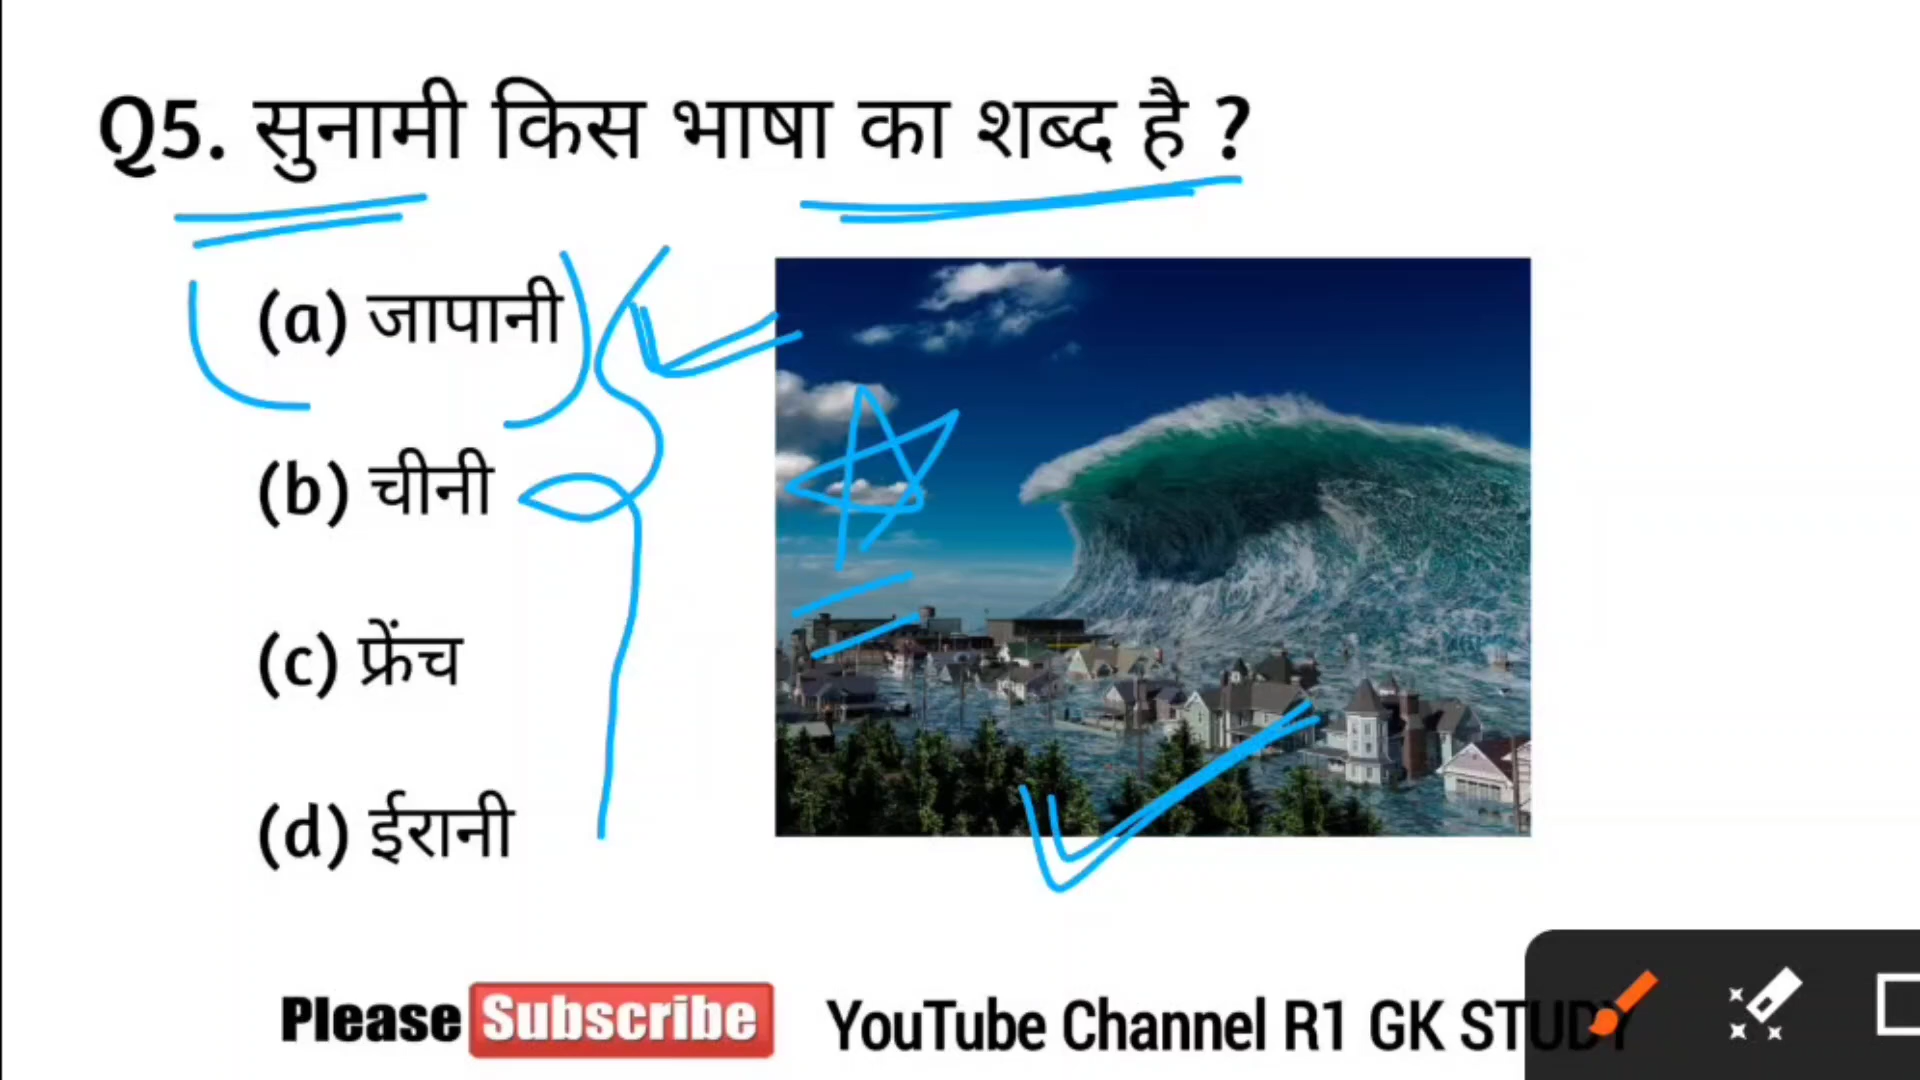 Q5. सुनामी किस भाषा का शब्द है ?
(a) जापानी
(b) चीनी
(c) फ्रेंच
(d) ईरानी
Please Subscribe YouTube Channel R1 GK STUDY